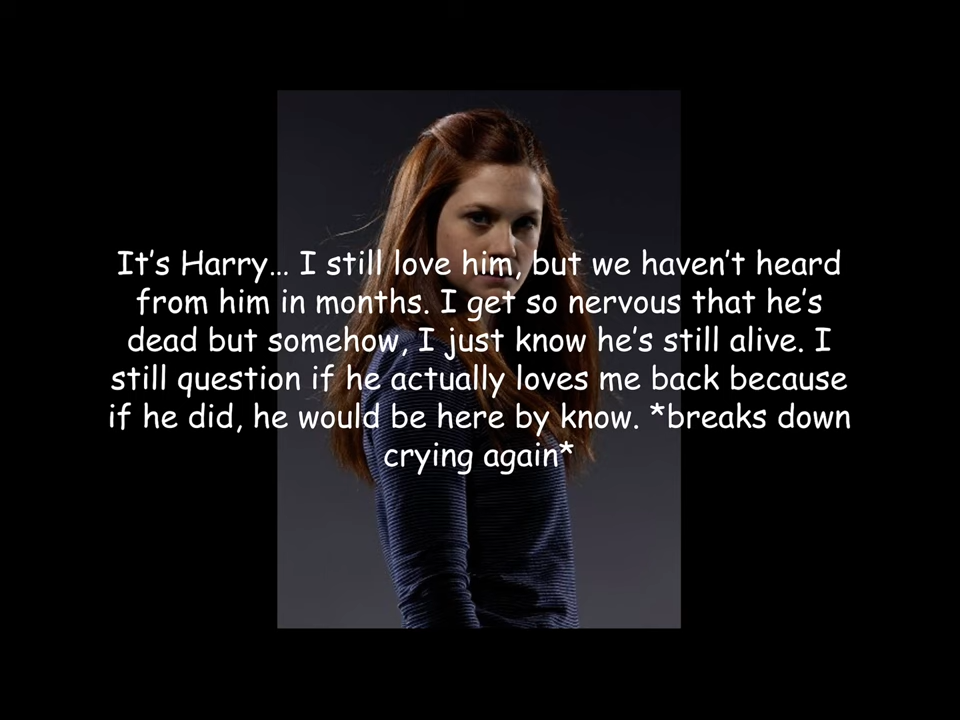 It's Harry… I still love him, but we haven't heard
from him in months. I get so nervous that he's
dead but somehow, I just know he's still alive. I
still question if he actually loves me back because
if he did, he would be here by know. *breaks down
crying again*